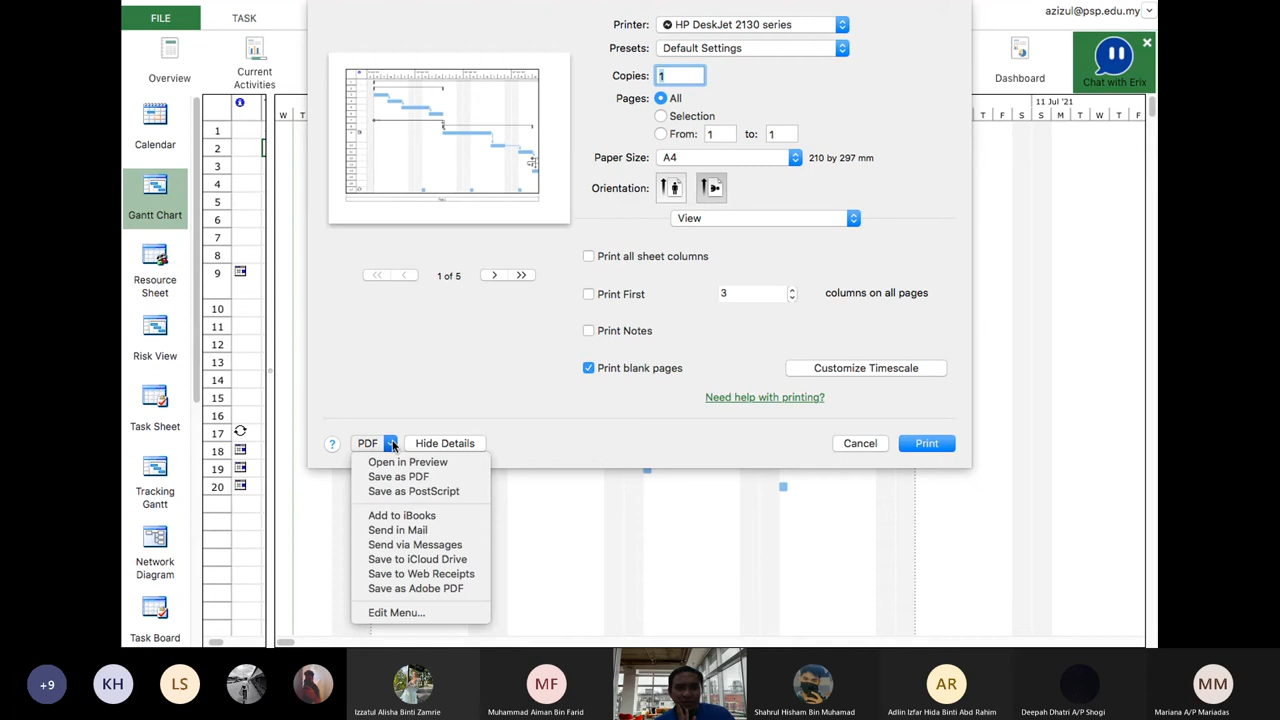 FILE
TASK
azizul@psp.edu.my
Overview
Current
Activities
Dashboard
Chat with Erix
Printer: HP DeskJet 2130 series
Presets: Default Settings
Copies: 1
Pages: All
Selection
From: 1 to: 1
Paper Size: A4 210 by 297 mm
Orientation:
View
Print all sheet columns
Print First 3 columns on all pages
Print Notes
Print blank pages
Customize Timescale
Need help with printing?
1 of 5
? PDF Hide Details Cancel Print
Open in Preview
Save as PDF
Save as PostScript
Add to iBooks
Send in Mail
Send via Messages
Save to iCloud Drive
Save to Web Receipts
Save as Adobe PDF
Edit Menu...
Calendar
Gantt Chart
Resource
Sheet
Risk View
Task Sheet
Tracking
Gantt
Network
Diagram
Task Board
1
2
3
4
5
6
7
8
9
10
11
12
13
14
15
16
17
18
19
20
W T
11 Jul '21
T F S S M T W T F
+9
KH
LS
MF
AR
MM
Izzatul Alisha Binti Zamrie
Muhammad Aiman Bin Farid
Shahrul Hisham Bin Muhamad
Adlin Izfar Hida Binti Abd Rahim
Deepah Dhatri A/P Shogi
Mariana A/P Mariadas